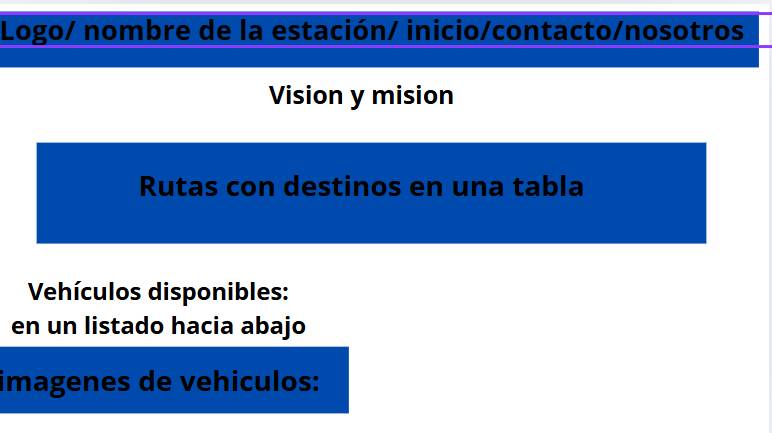 Logo/ nombre de la estación/ inicio/contacto/nosotros
Vision y mision
Rutas con destinos en una tabla
Vehículos disponibles:
en un listado hacia abajo
imagenes de vehiculos: